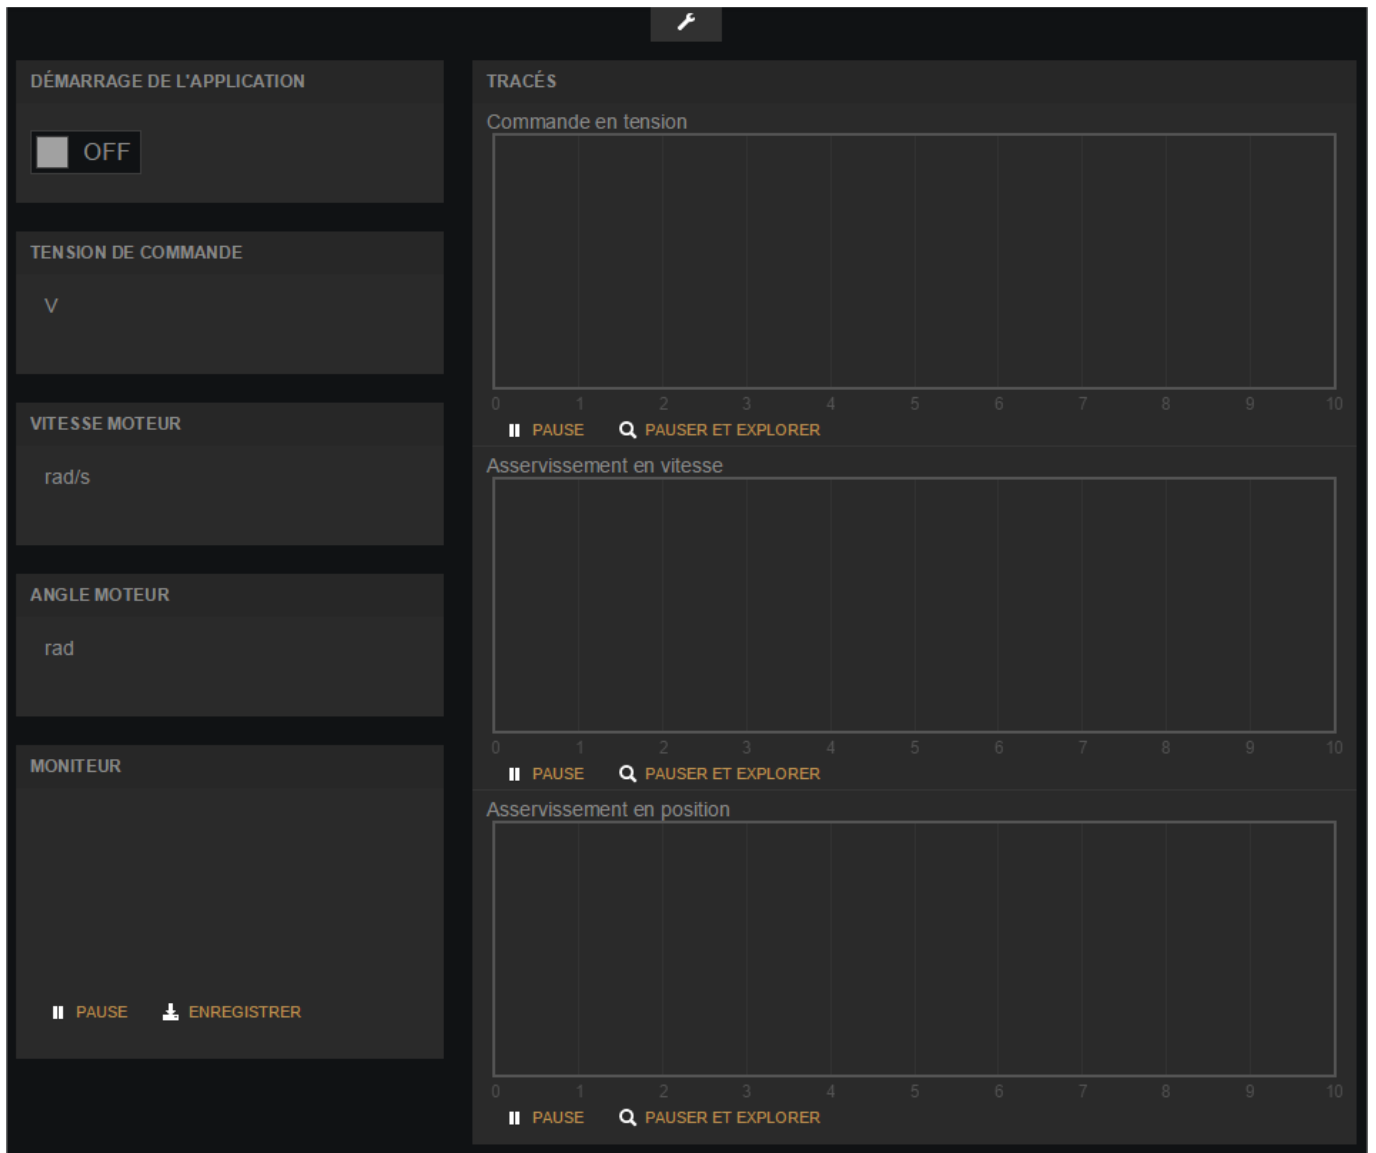 DÉMARRAGE DE L'APPLICATION
OFF
TENSION DE COMMANDE
V
VITESSE MOTEUR
rad/s
ANGLE MOTEUR
rad
MONITEUR
PAUSE ENREGISTRER
TRACÉS
Commande en tension
0 1 2 3 4 5 6 7 8 9 10
PAUSE PAUSER ET EXPLORER
Asservissement en vitesse
0 1 2 3 4 5 6 7 8 9 10
PAUSE PAUSER ET EXPLORER
Asservissement en position
0 1 2 3 4 5 6 7 8 9 10
PAUSE PAUSER ET EXPLORER